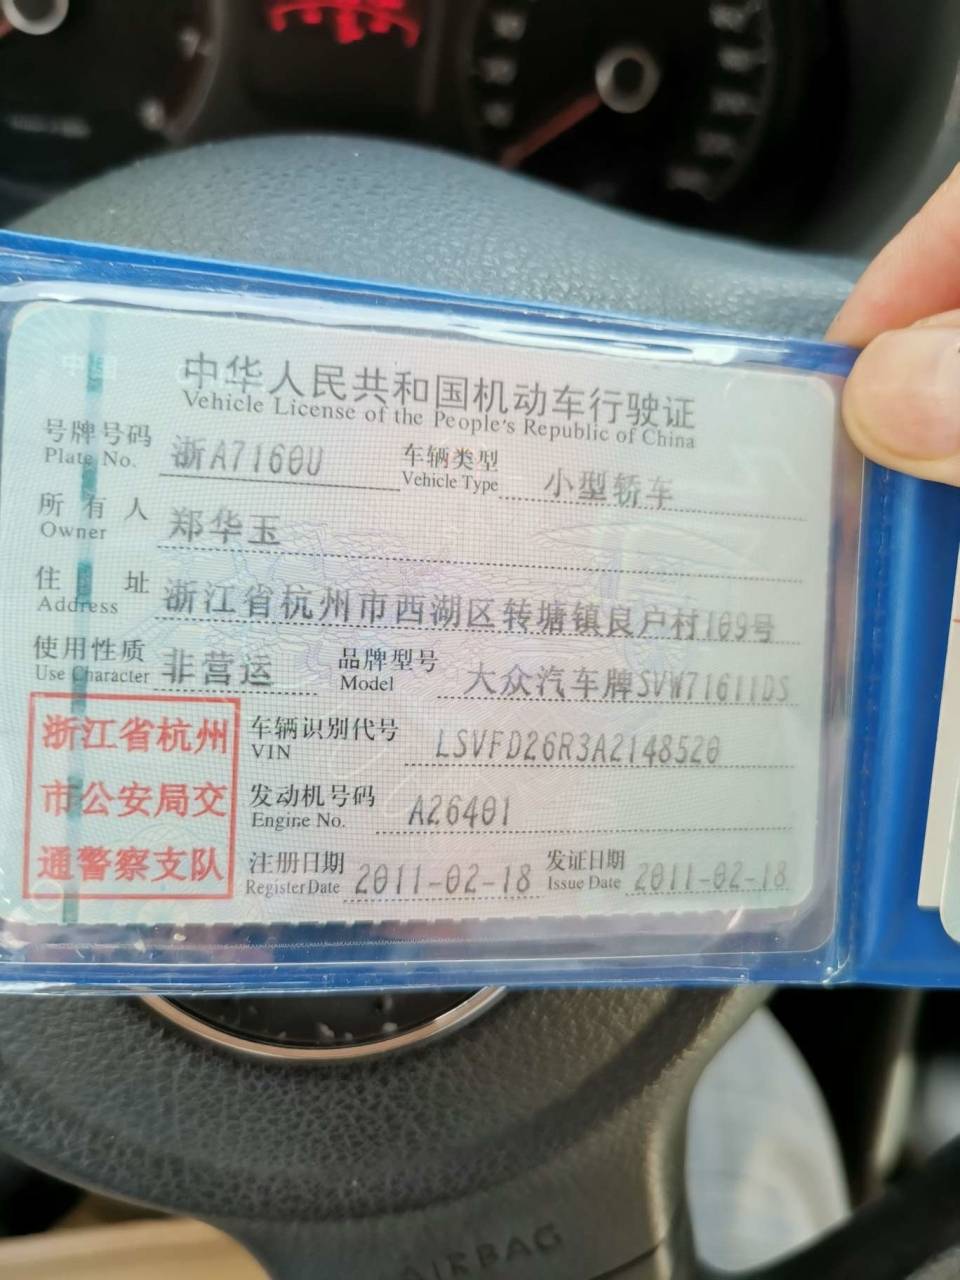 中华人民共和国机动车行驶证
Vehicle License of the People's Republic of China
号牌号码 浙A7160U 车辆类型 小型轿车
Plate No. Vehicle Type
所有人 郑华玉
Owner
住址 浙江省杭州市西湖区转塘镇良户村109号
Address
使用性质 非营运 品牌型号 大众汽车牌SVW71611DS
Use Character Model
浙江省杭州
市公安局交
通警察支队
车辆识别代号 LSVFD26R3A2148520
VIN
发动机号码 A26401
Engine No.
注册日期 2011-02-18 发证日期 2011-02-18
Register Date Issue Date
AIRBAG